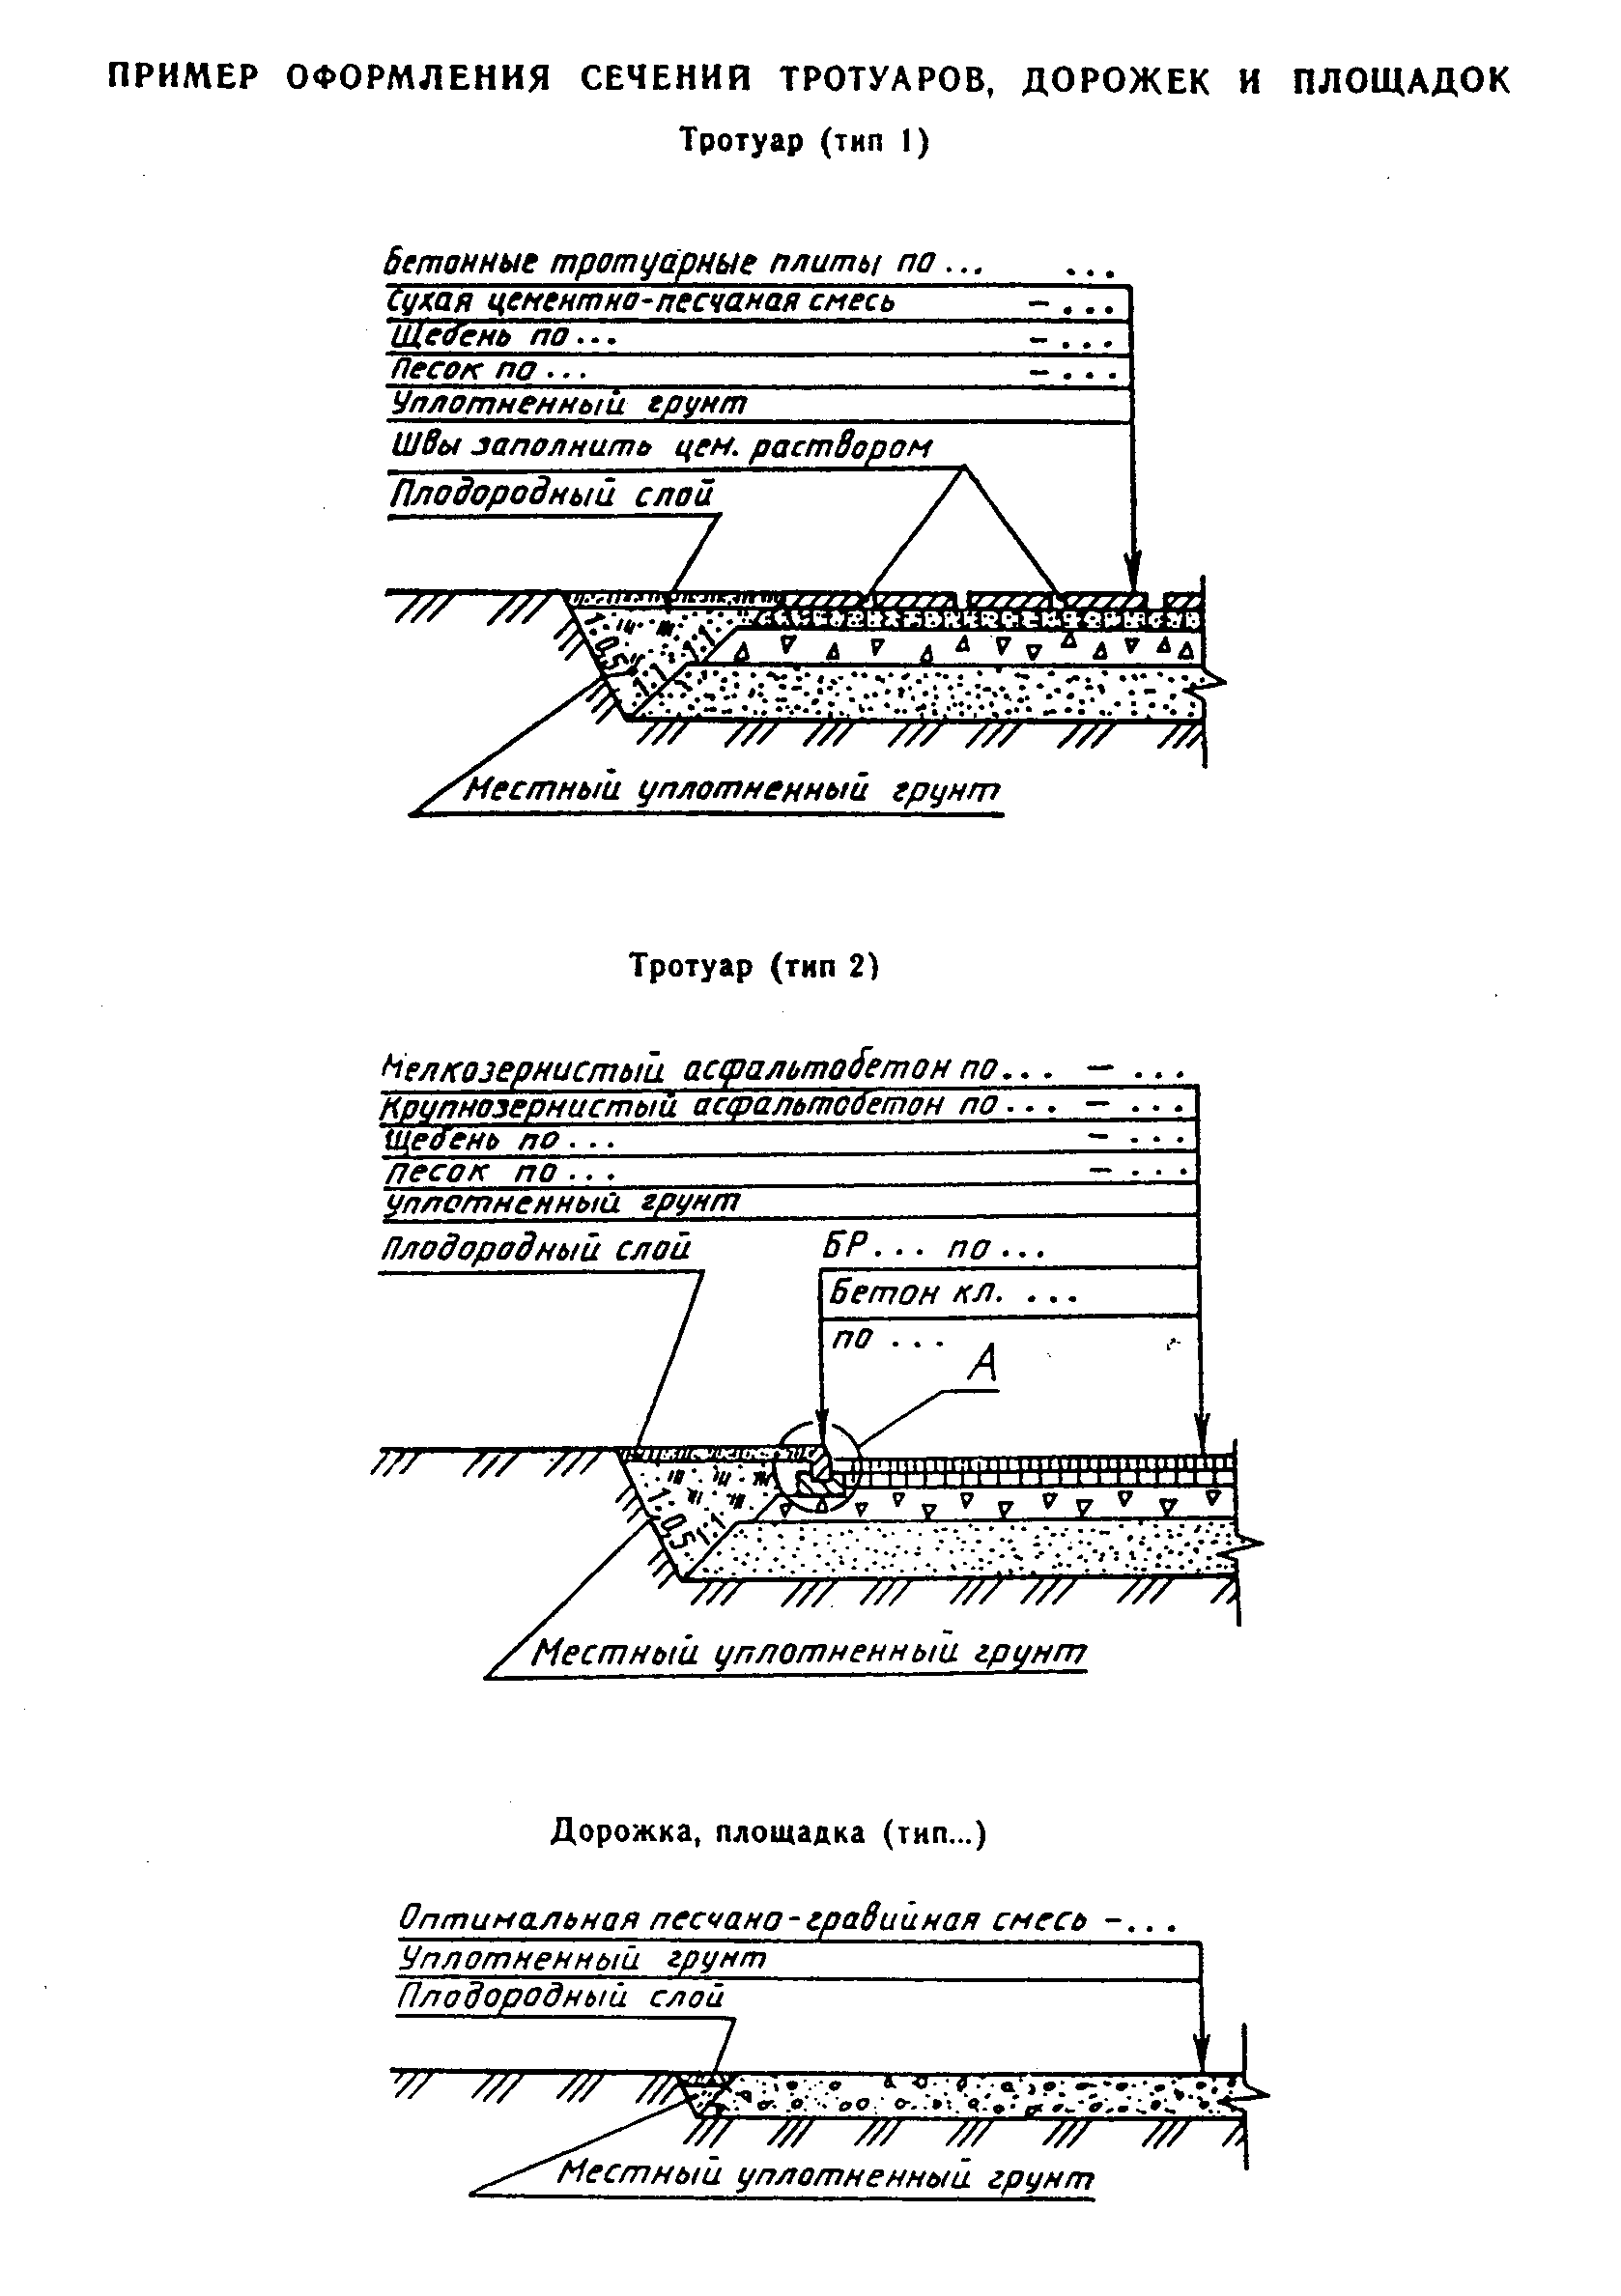 ПРИМЕР ОФОРМЛЕНИЯ СЕЧЕНИЙ ТРОТУАРОВ, ДОРОЖЕК И ПЛОЩАДОК
Тротуар (тип 1)
Бетонные тротуарные плиты по ... ...
Сухая цементно-песчаная смесь - ...
Щебень по ... - ...
Песок по ... - ...
Уплотненный грунт
Швы заполнить цем. раствором
Плодородный слой
1:0,5
1:1
1:1
Местный уплотненный грунт
Тротуар (тип 2)
Мелкозернистый асфальтобетон по ... - ...
Крупнозернистый асфальтобетон по ... - ...
Щебень по ... - ...
Песок по ... - ...
Уплотненный грунт
Плодородный слой
БР... по ...
Бетон кл. ...
по ...
А
1:0,5
1:1
Местный уплотненный грунт
Дорожка, площадка (тип...)
Оптимальная песчано-гравийная смесь - ...
Уплотненный грунт
Плодородный слой
Местный уплотненный грунт